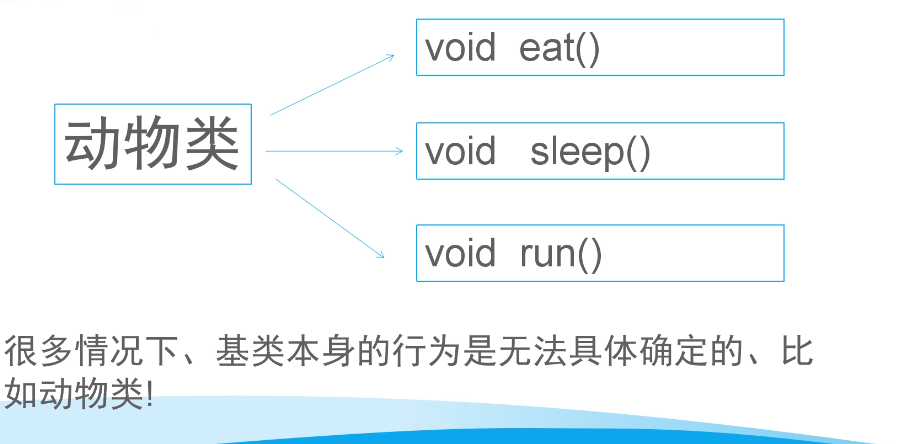 void  eat()
动物类
void   sleep()
void  run()
很多情况下、基类本身的行为是无法具体确定的、比
如动物类!